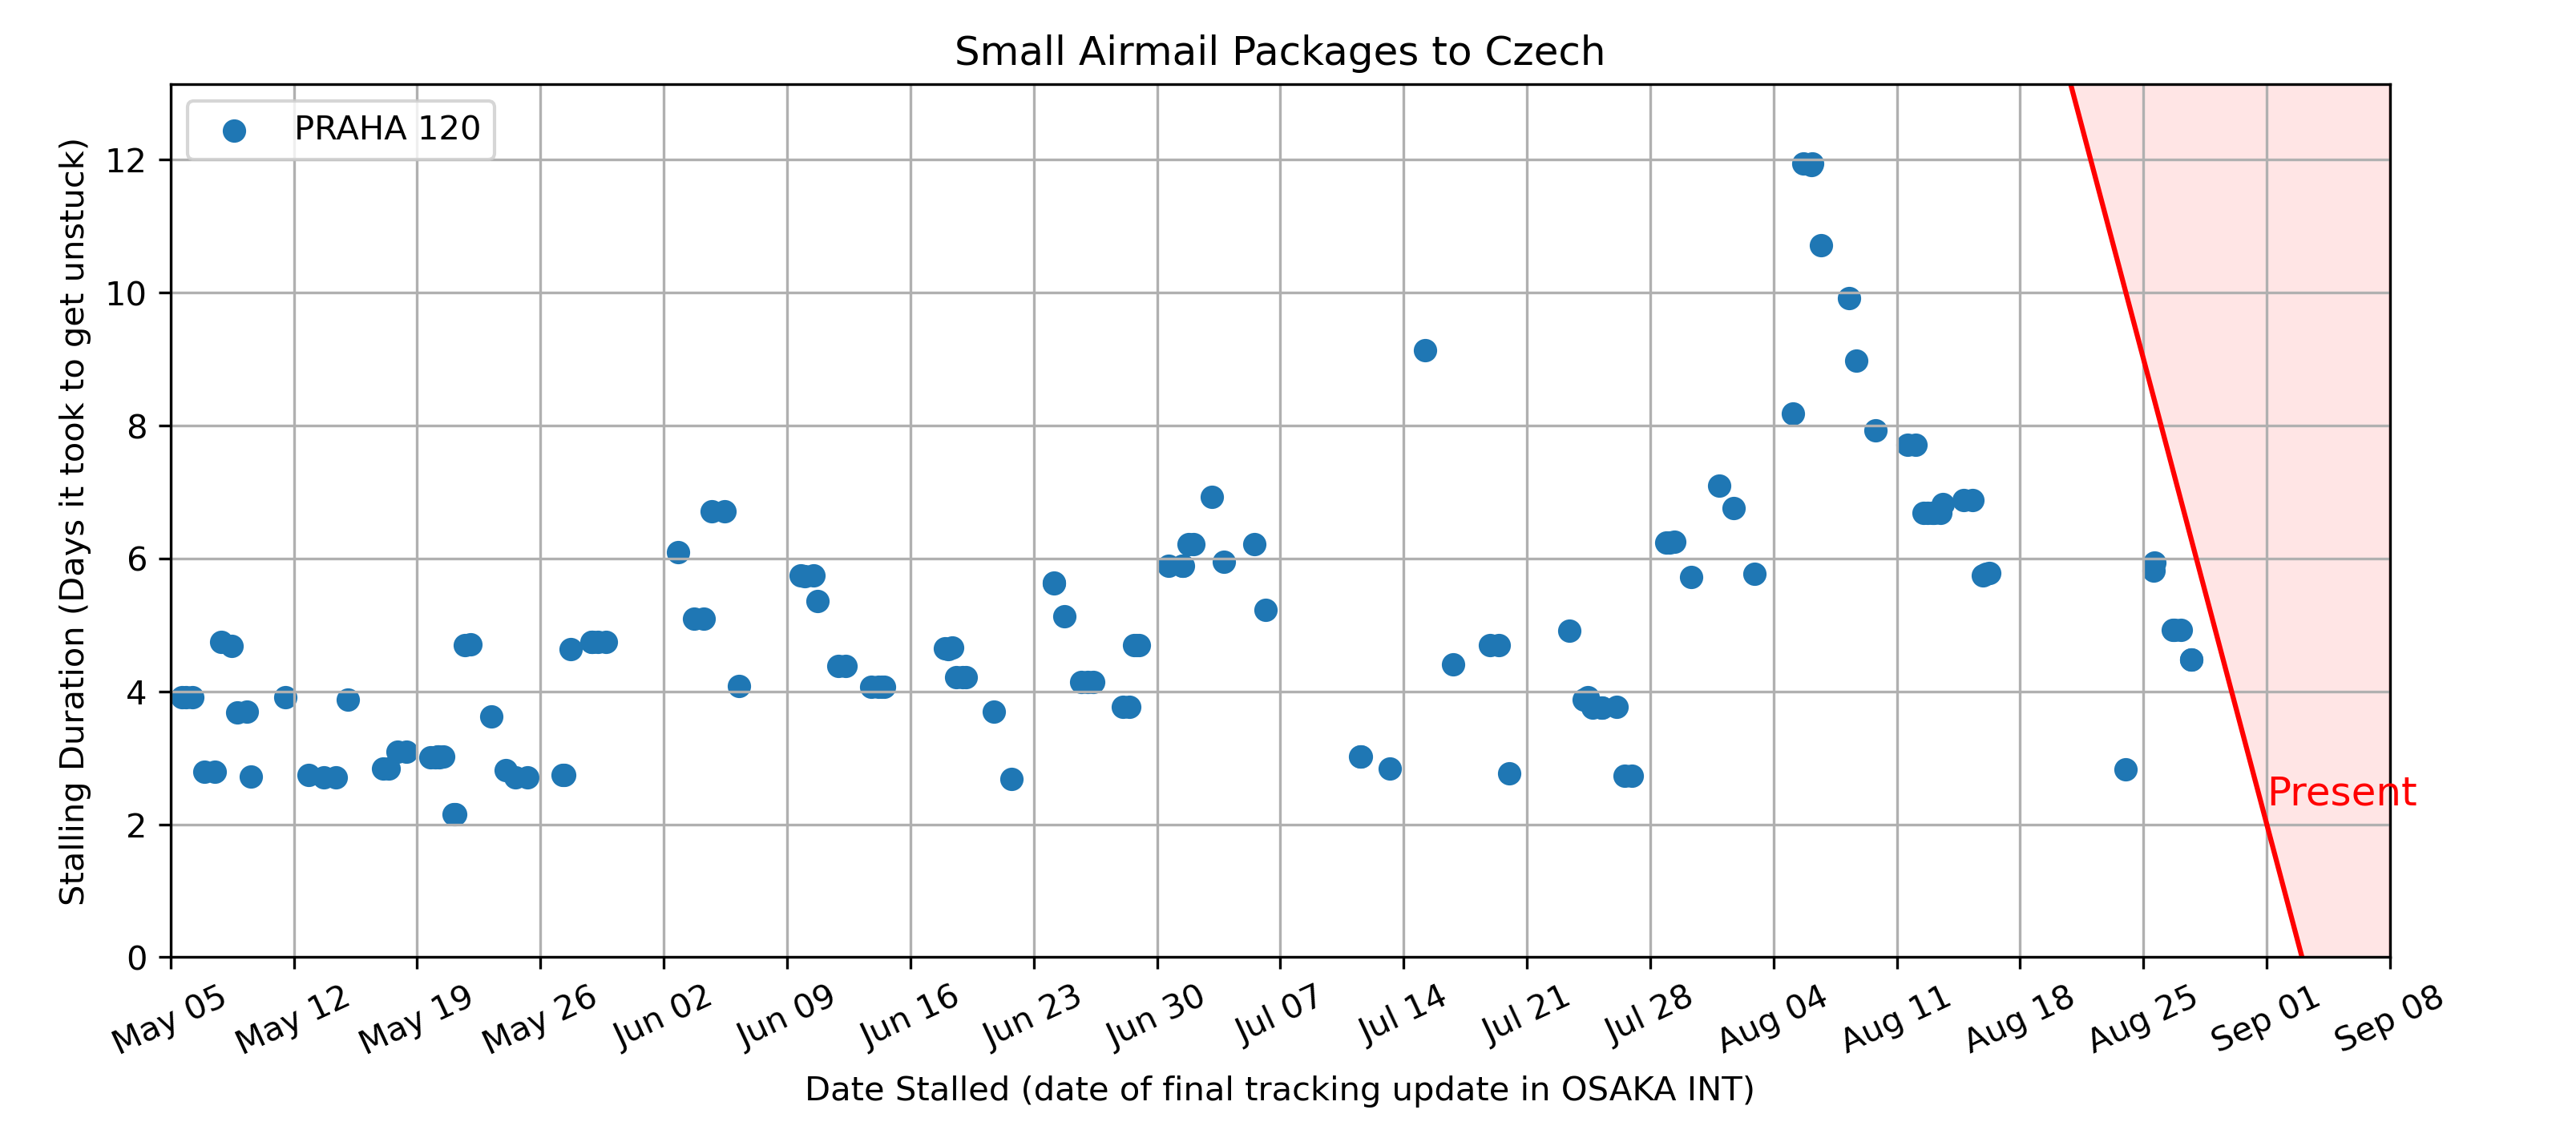 Small Airmail Packages to Czech
PRAHA 120
Stalling Duration (Days it took to get unstuck)
12
10
8
6
4
2
0
Present
May 05
May 12
May 19
May 26
Jun 02
Jun 09
Jun 16
Jun 23
Jun 30
Jul 07
Jul 14
Jul 21
Jul 28
Aug 04
Aug 11
Aug 18
Aug 25
Sep 01
Sep 08
Date Stalled (date of final tracking update in OSAKA INT)